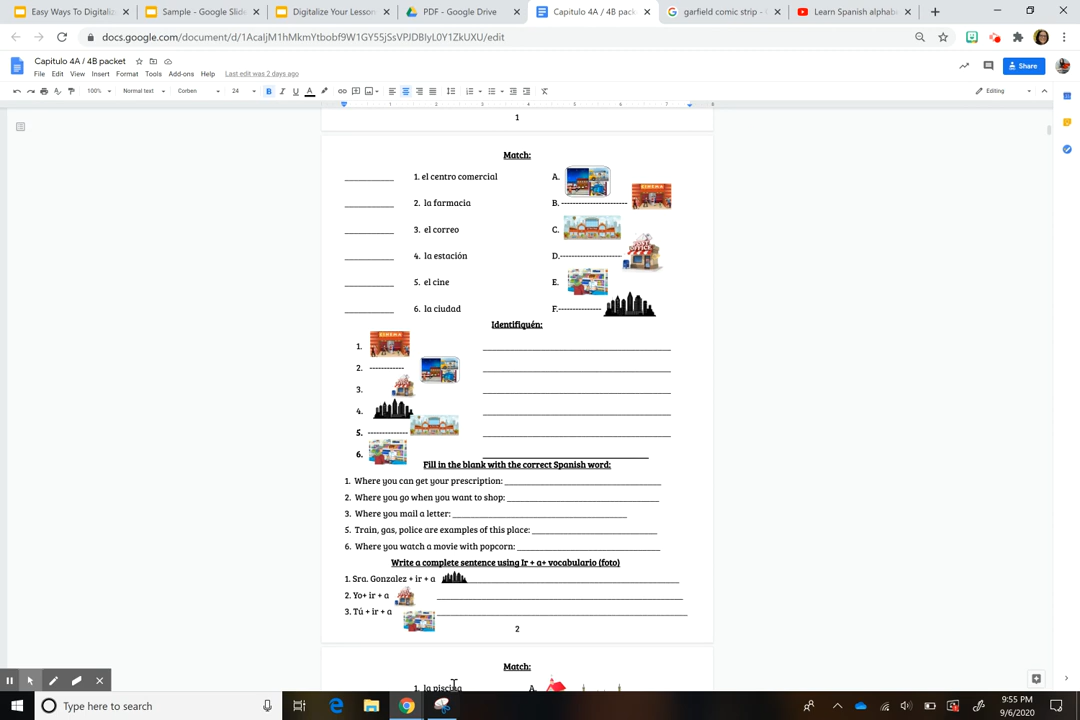 Easy Ways To Digitaliz
Sample - Google Slide
Digitalize Your Lesson
PDF - Google Drive
Capitulo 4A / 4B pack
garfield comic strip - G
Learn Spanish alphabe
docs.google.com/document/d/1AcaljM1hMkmYtbobf9W1GY55jSsVPJDBIyL0Y1ZkUXU/edit
Capitulo 4A / 4B packet
File Edit View Insert Format Tools Add-ons Help Last edit was 2 days ago
Share
100% Normal text Corben 24 B I U A Editing
1
Match:
1. el centro comercial A.
2. la farmacia B. ----------------------
CINEMA
3. el correo C.
POST OFFICE
4. la estación D.--------------------
5. el cine E.
6. la ciudad F.---------------
Identifiquén:
1. CINEMA
2. ------------
3.
4.
5. --------------
6.
Fill in the blank with the correct Spanish word:
1. Where you can get your prescription:
2. Where you go when you want to shop:
3. Where you mail a letter:
5. Train, gas, police are examples of this place:
6. Where you watch a movie with popcorn:
Write a complete sentence using Ir + a+ vocabulario (foto)
1. Sra. Gonzalez + ir + a
2. Yo+ ir + a
3. Tú + ir + a
2
Match:
1. la piscina A.
Type here to search
9:55 PM
9/6/2020